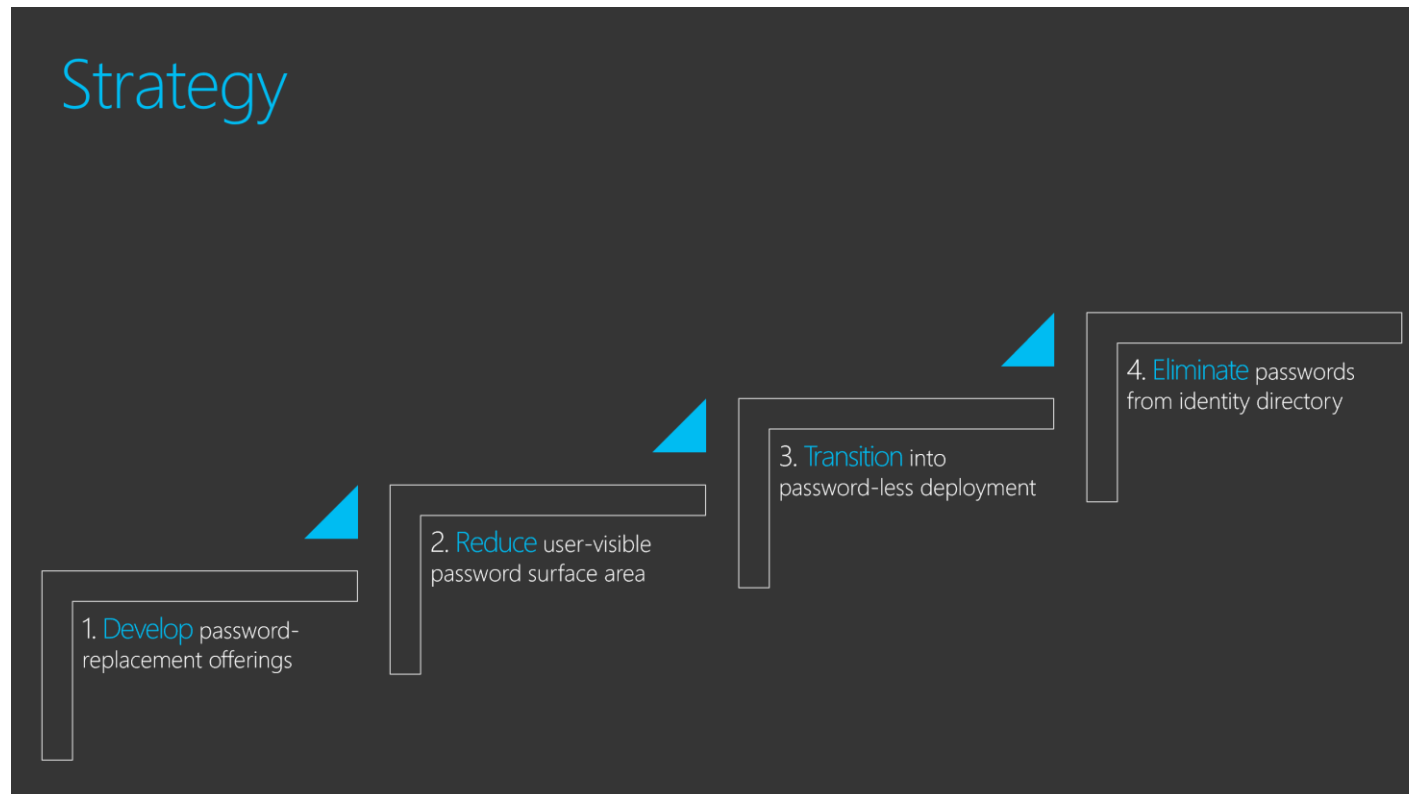 Strategy
1. Develop password-
replacement offerings
2. Reduce user-visible
password surface area
3. Transition into
password-less deployment
4. Eliminate passwords
from identity directory